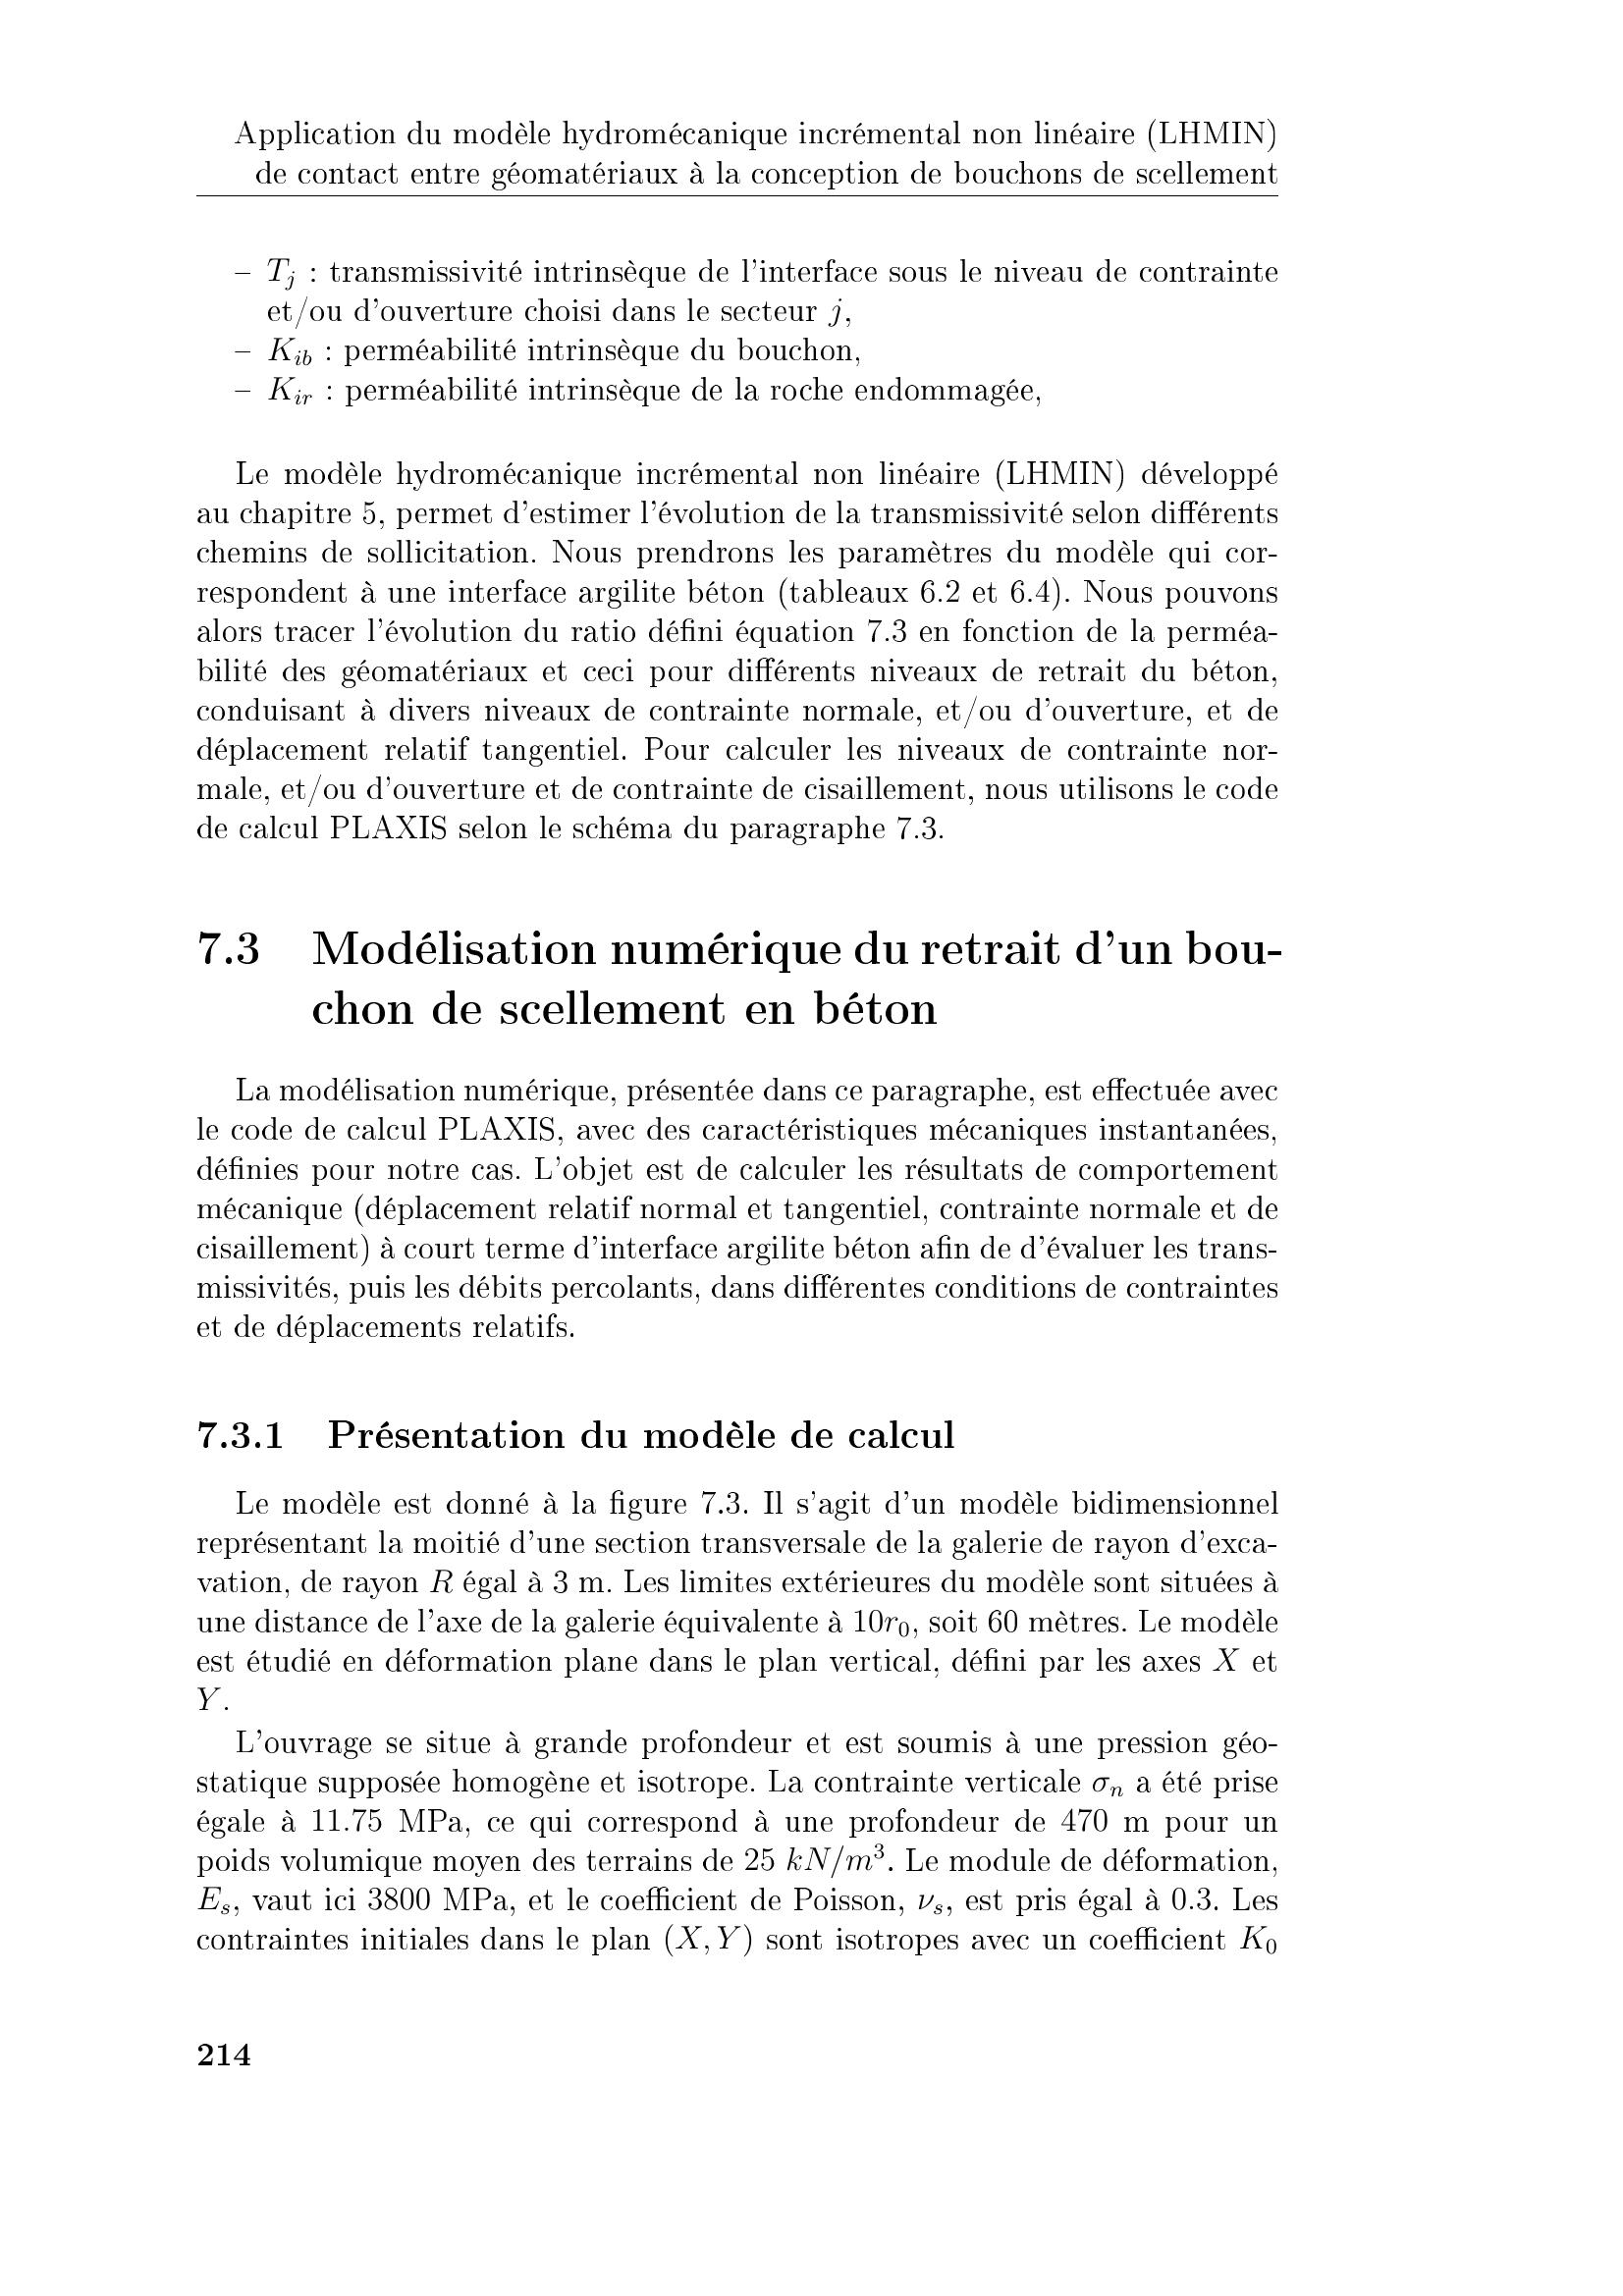 Application du modèle hydromécanique incrémental non linéaire (LHMIN)
de contact entre géomatériaux à la conception de bouchons de scellement
– T_j : transmissivité intrinsèque de l'interface sous le niveau de contrainte
et/ou d'ouverture choisi dans le secteur j,
– K_ib : perméabilité intrinsèque du bouchon,
– K_ir : perméabilité intrinsèque de la roche endommagée,
Le modèle hydromécanique incrémental non linéaire (LHMIN) développé
au chapitre 5, permet d'estimer l'évolution de la transmissivité selon différents
chemins de sollicitation. Nous prendrons les paramètres du modèle qui cor-
respondent à une interface argilite béton (tableaux 6.2 et 6.4). Nous pouvons
alors tracer l'évolution du ratio défini équation 7.3 en fonction de la perméa-
bilité des géomatériaux et ceci pour différents niveaux de retrait du béton,
conduisant à divers niveaux de contrainte normale, et/ou d'ouverture, et de
déplacement relatif tangentiel. Pour calculer les niveaux de contrainte nor-
male, et/ou d'ouverture et de contrainte de cisaillement, nous utilisons le code
de calcul PLAXIS selon le schéma du paragraphe 7.3.
7.3 Modélisation numérique du retrait d'un bou-
chon de scellement en béton
La modélisation numérique, présentée dans ce paragraphe, est effectuée avec
le code de calcul PLAXIS, avec des caractéristiques mécaniques instantanées,
définies pour notre cas. L'objet est de calculer les résultats de comportement
mécanique (déplacement relatif normal et tangentiel, contrainte normale et de
cisaillement) à court terme d'interface argilite béton afin de d'évaluer les trans-
missivités, puis les débits percolants, dans différentes conditions de contraintes
et de déplacements relatifs.
7.3.1 Présentation du modèle de calcul
Le modèle est donné à la figure 7.3. Il s'agit d'un modèle bidimensionnel
représentant la moitié d'une section transversale de la galerie de rayon d'exca-
vation, de rayon R égal à 3 m. Les limites extérieures du modèle sont situées à
une distance de l'axe de la galerie équivalente à 10r_0, soit 60 mètres. Le modèle
est étudié en déformation plane dans le plan vertical, défini par les axes X et
Y.
L'ouvrage se situe à grande profondeur et est soumis à une pression géo-
statique supposée homogène et isotrope. La contrainte verticale σ_n a été prise
égale à 11.75 MPa, ce qui correspond à une profondeur de 470 m pour un
poids volumique moyen des terrains de 25 kN/m³. Le module de déformation,
E_s, vaut ici 3800 MPa, et le coefficient de Poisson, ν_s, est pris égal à 0.3. Les
contraintes initiales dans le plan (X, Y) sont isotropes avec un coefficient K_0
214